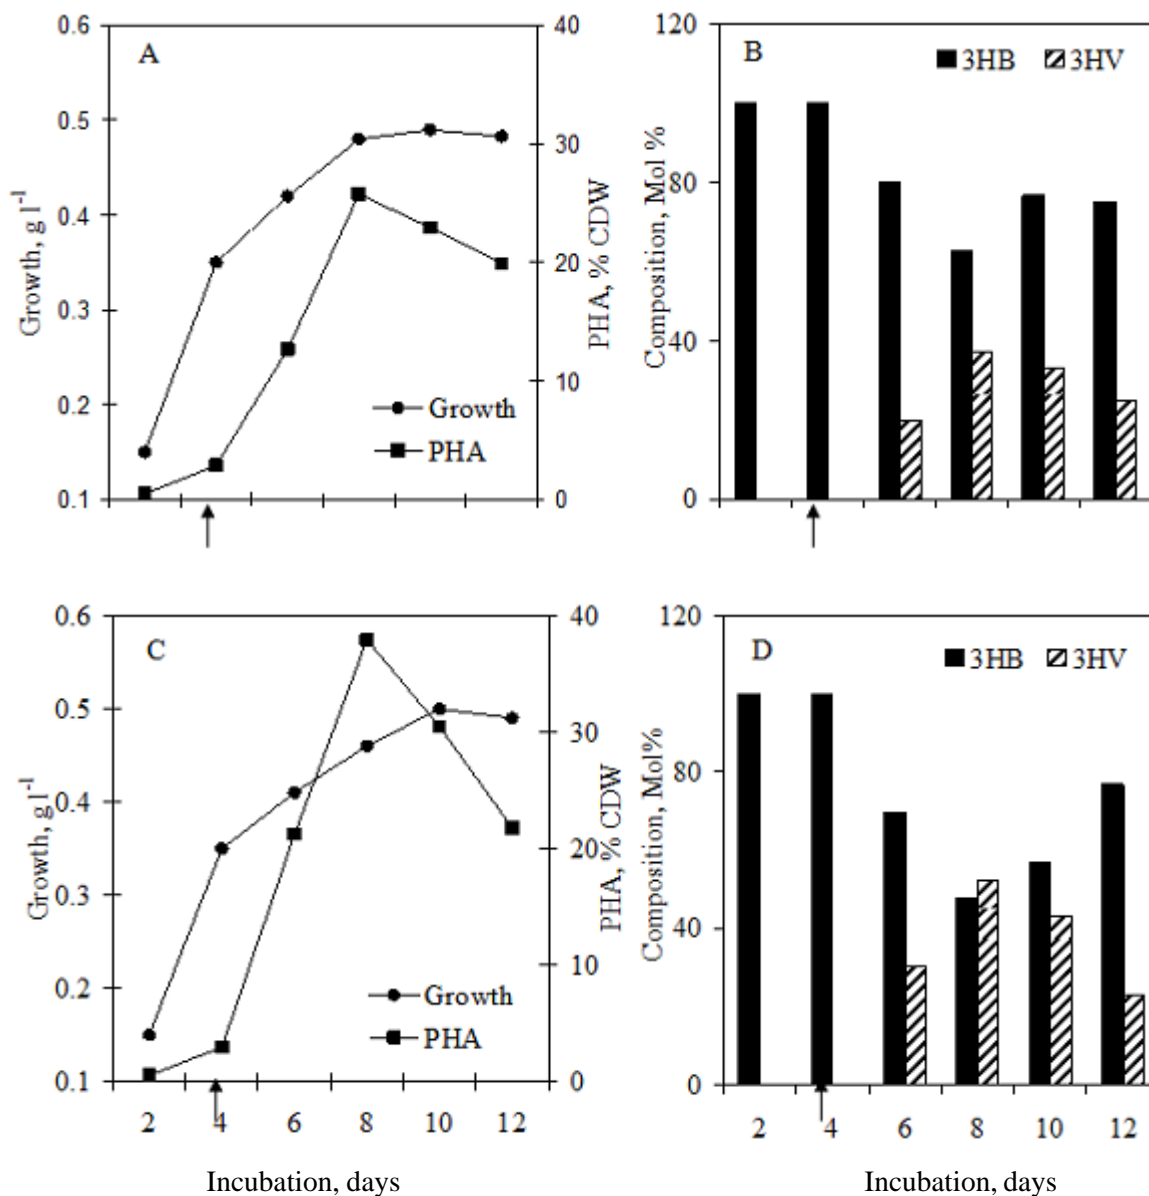 A
0.6
0.5
0.4
0.3
0.2
0.1
Growth, g l-1
40
30
20
10
0
PHA, % CDW
Growth
PHA
B
3HB
3HV
120
80
40
0
Composition, Mol %
C
0.6
0.5
0.4
0.3
0.2
0.1
Growth, g l-1
40
30
20
10
0
PHA, % CDW
Growth
PHA
2 4 6 8 10 12
Incubation, days
D
3HB
3HV
120
80
40
0
Composition, Mol%
2 4 6 8 10 12
Incubation, days